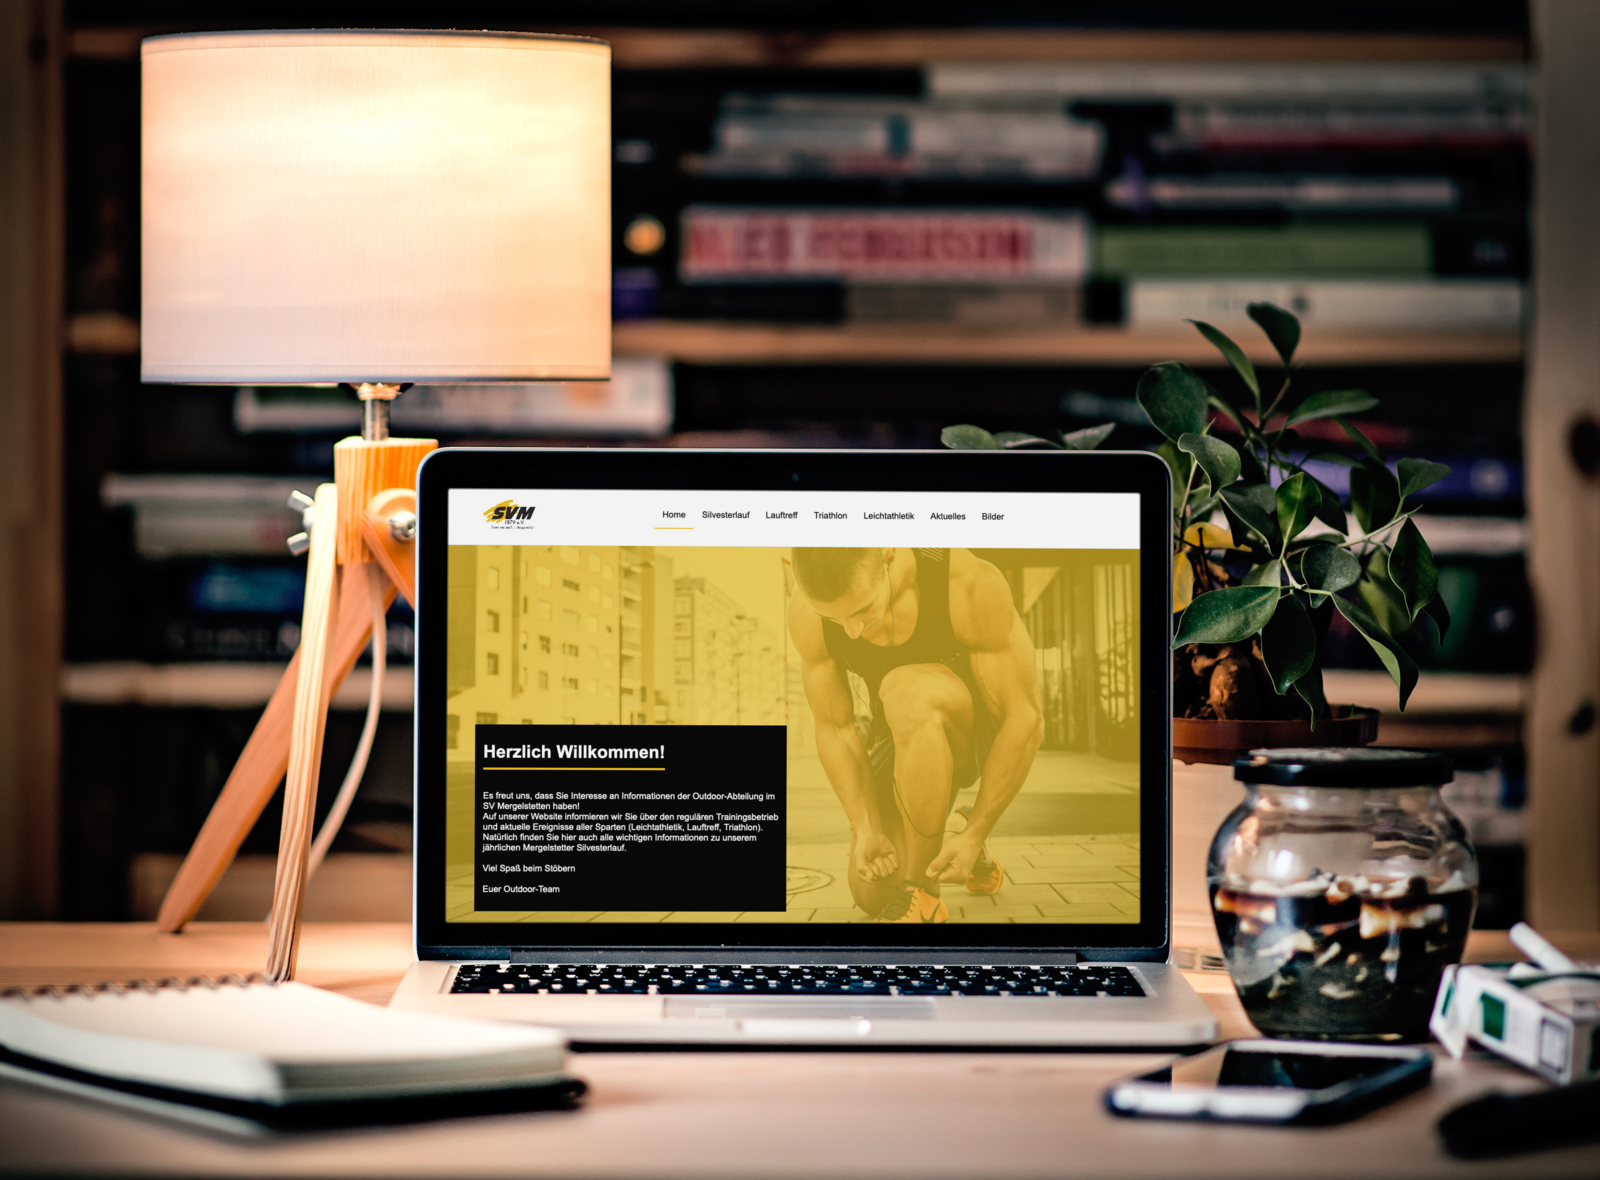 ALEX FERGUSON
SVM
1879 e.V.
Home
Silvesterlauf
Lauftreff
Triathlon
Leichtathletik
Aktuelles
Bilder
Herzlich Willkommen!
Es freut uns, dass Sie Interesse an Informationen der Outdoor-Abteilung im
SV Mergelstetten haben!
Auf unserer Website informieren wir Sie über den regulären Trainingsbetrieb
und aktuelle Ereignisse aller Sparten (Leichtathletik, Lauftreff, Triathlon).
Natürlich finden Sie hier auch alle wichtigen Informationen zu unserem
jährlichen Mergelstetter Silvesterlauf.
Viel Spaß beim Stöbern
Euer Outdoor-Team